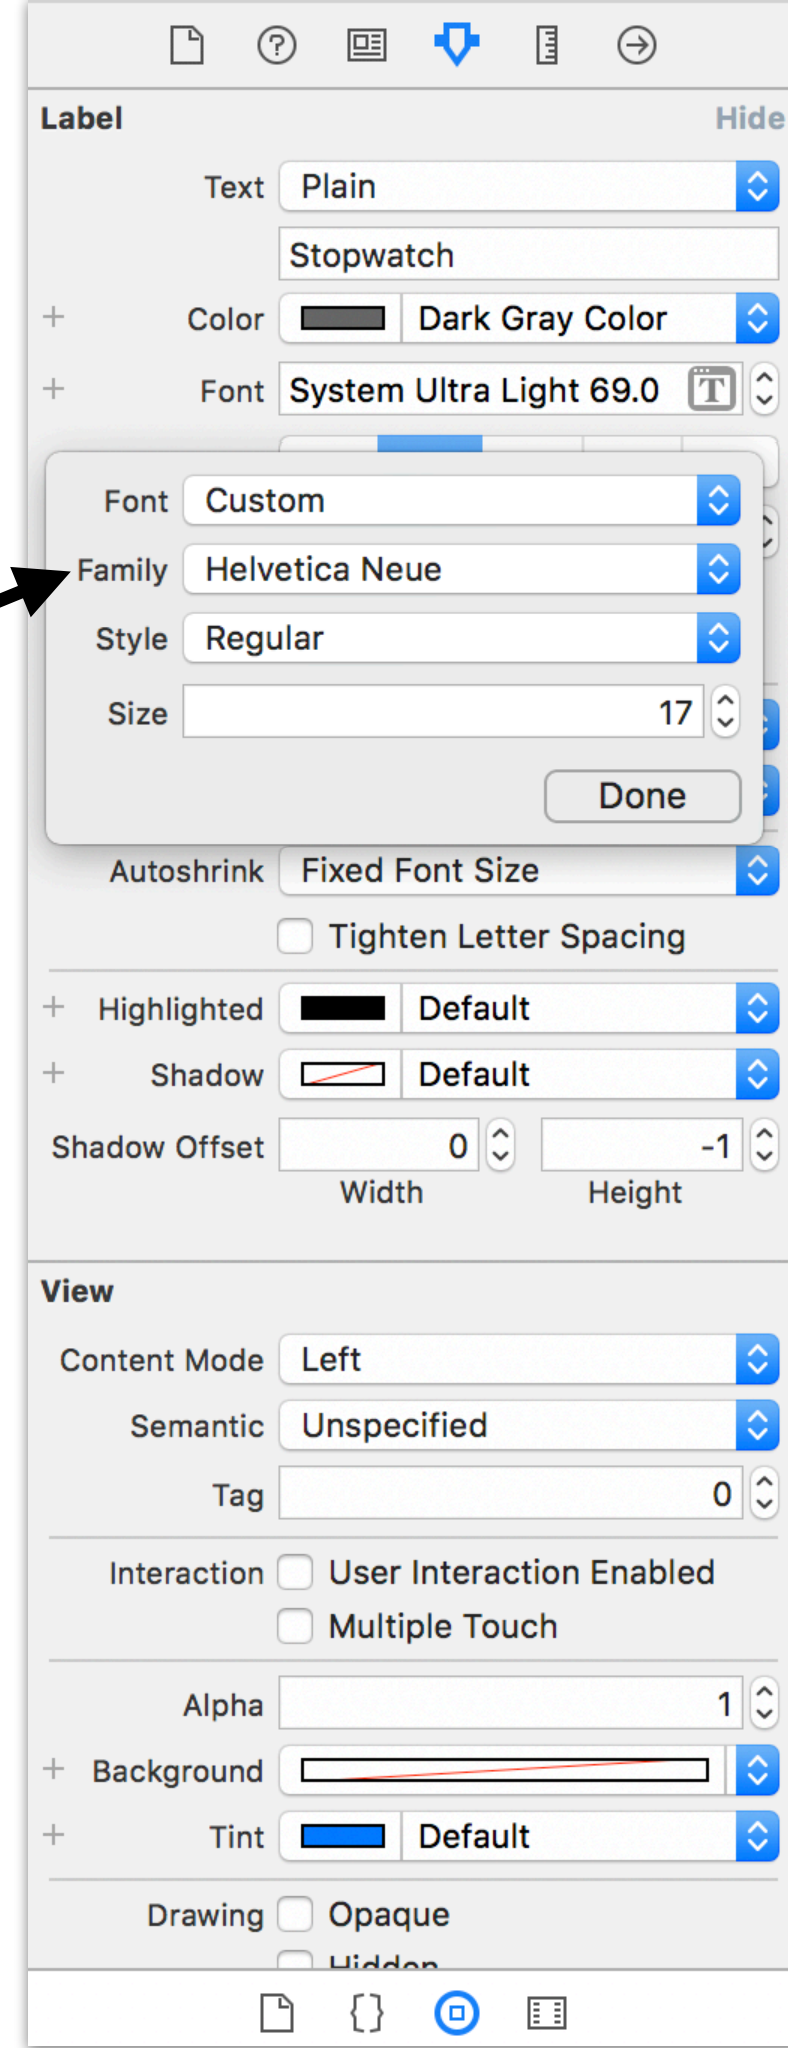 Label Hide
Text Plain
Stopwatch
+ Color Dark Gray Color
+ Font System Ultra Light 69.0 T
Font Custom
Family Helvetica Neue
Style Regular
Size 17
Done
Autoshrink Fixed Font Size
Tighten Letter Spacing
+ Highlighted Default
+ Shadow Default
Shadow Offset 0 -1
Width Height
View
Content Mode Left
Semantic Unspecified
Tag 0
Interaction User Interaction Enabled
Multiple Touch
Alpha 1
+ Background
+ Tint Default
Drawing Opaque
Hidden
{}